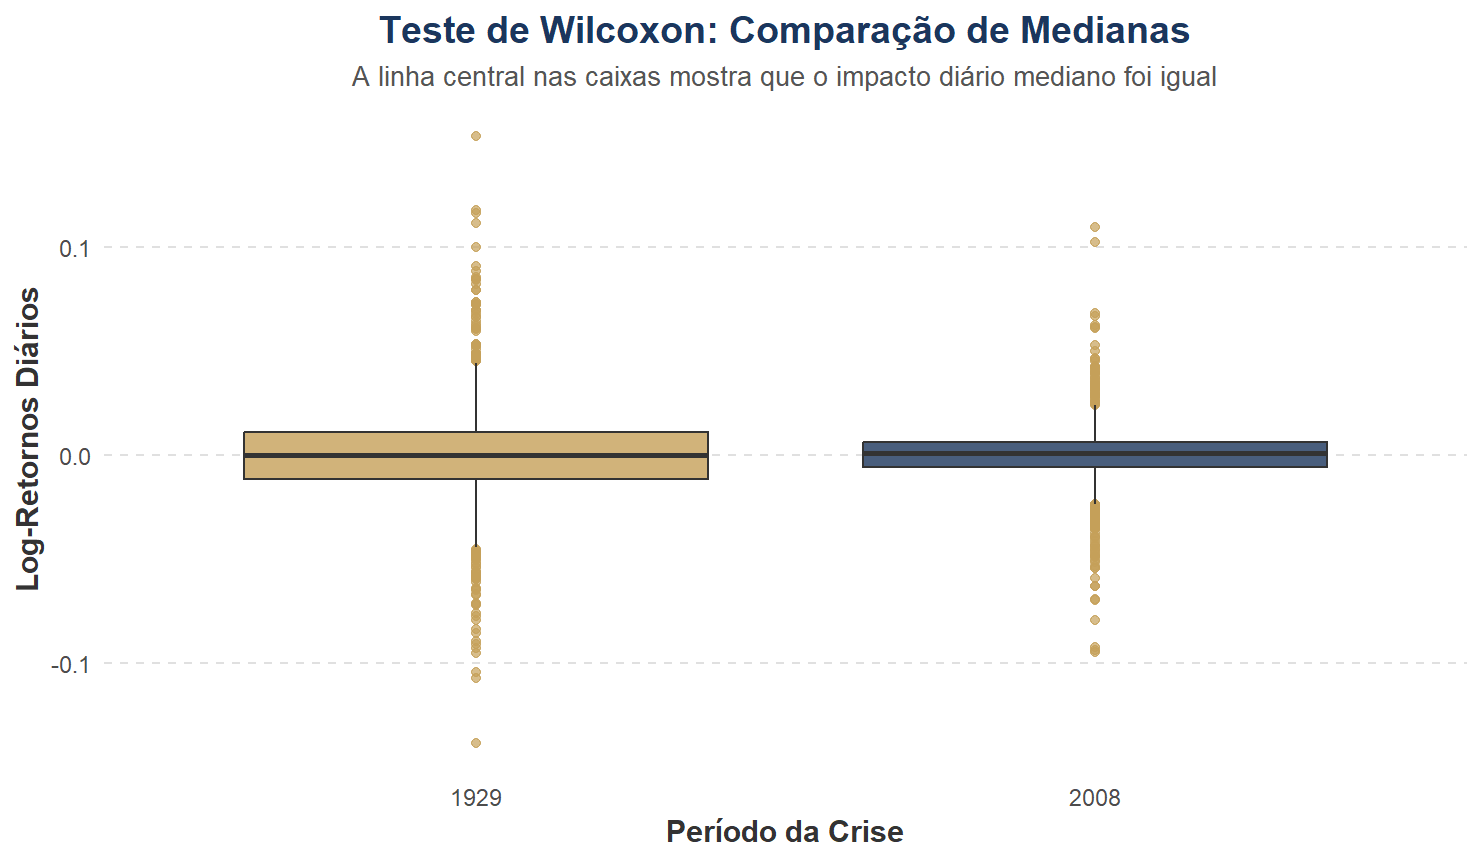 Teste de Wilcoxon: Comparação de Medianas
A linha central nas caixas mostra que o impacto diário mediano foi igual
Log-Retornos Diários
0.1
0.0
-0.1
1929
2008
Período da Crise